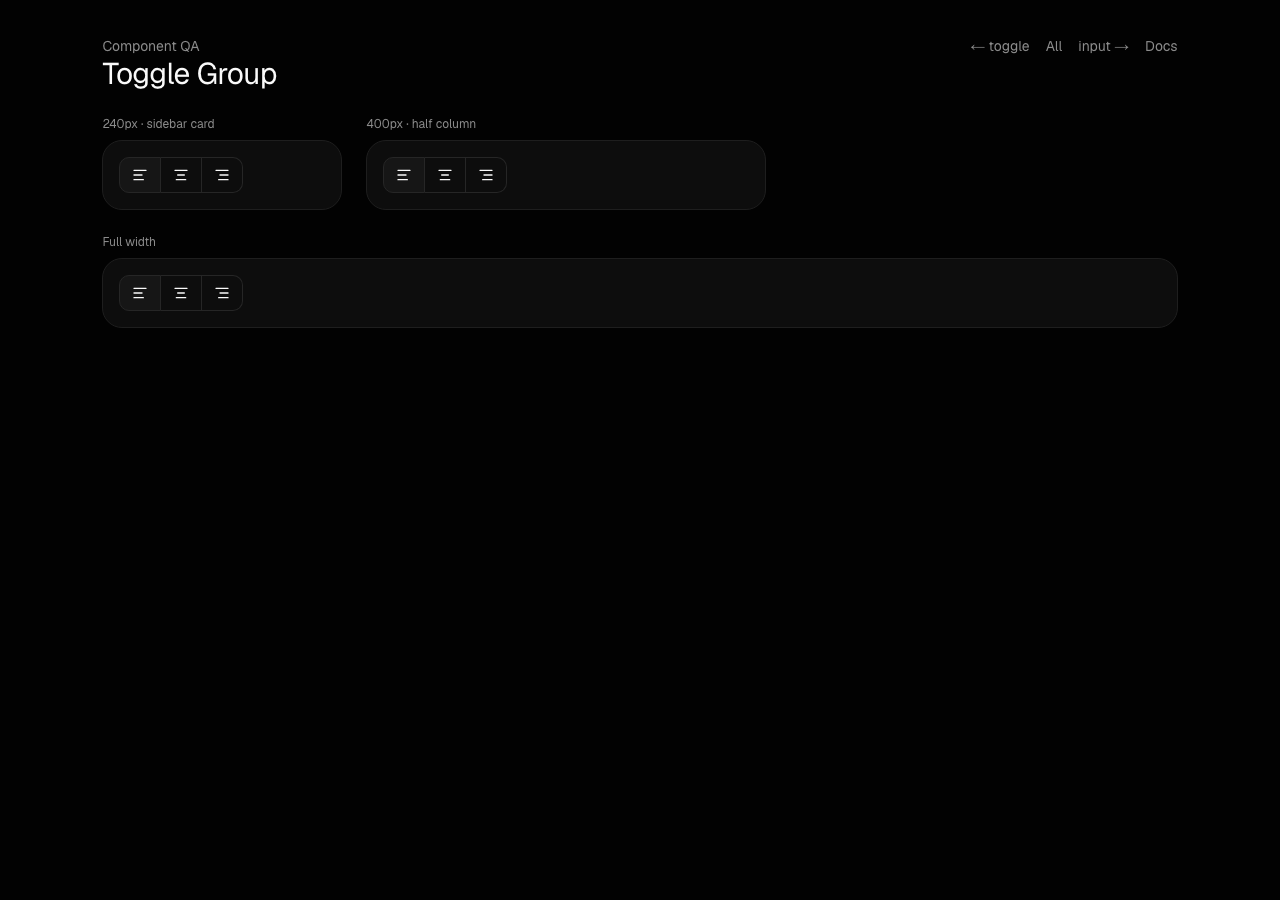 Component QA
← toggle All input → Docs
Toggle Group
240px · sidebar card
400px · half column
Full width